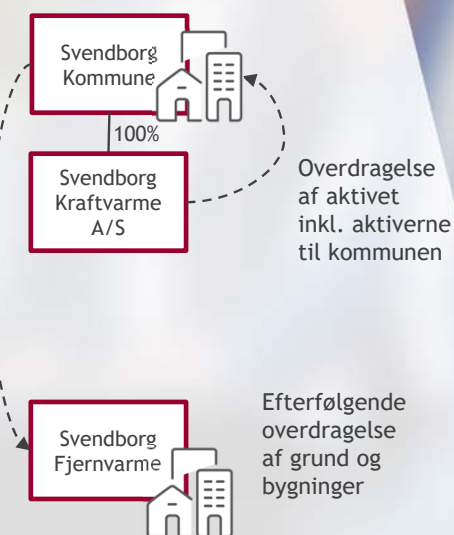 Svendborg
Kommune
100%
Svendborg
Kraftvarme
A/S
Overdragelse
af aktivet
inkl. aktiverne
til kommunen
Svendborg
Fjernvarme
Efterfølgende
overdragelse
af grund og
bygninger